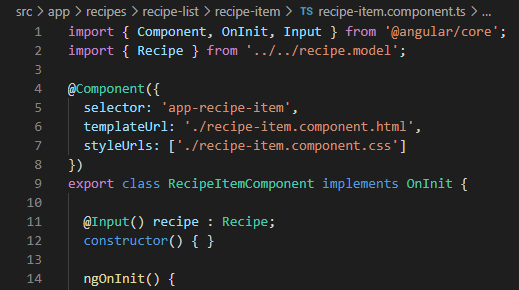 src > app > recipes > recipe-list > recipe-item > TS recipe-item.component.ts > ...
1 import { Component, OnInit, Input } from '@angular/core';
2 import { Recipe } from '../../recipe.model';
3
4 @Component({
5   selector: 'app-recipe-item',
6   templateUrl: './recipe-item.component.html',
7   styleUrls: ['./recipe-item.component.css']
8 })
9 export class RecipeItemComponent implements OnInit {
10
11   @Input() recipe : Recipe;
12   constructor() { }
13
14   ngOnInit() {